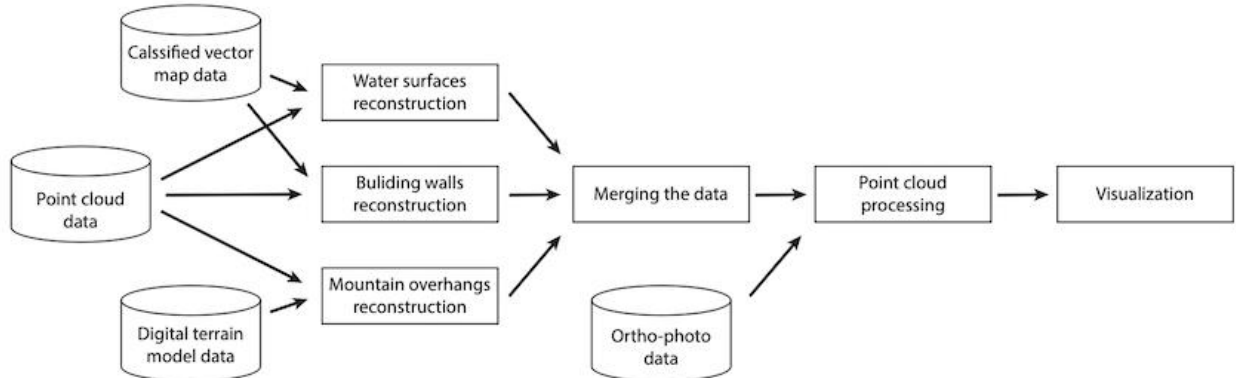 Calssified vector
map data
Water surfaces
reconstruction
Point cloud
data
Buliding walls
reconstruction
Merging the data
Point cloud
processing
Visualization
Mountain overhangs
reconstruction
Digital terrain
model data
Ortho-photo
data